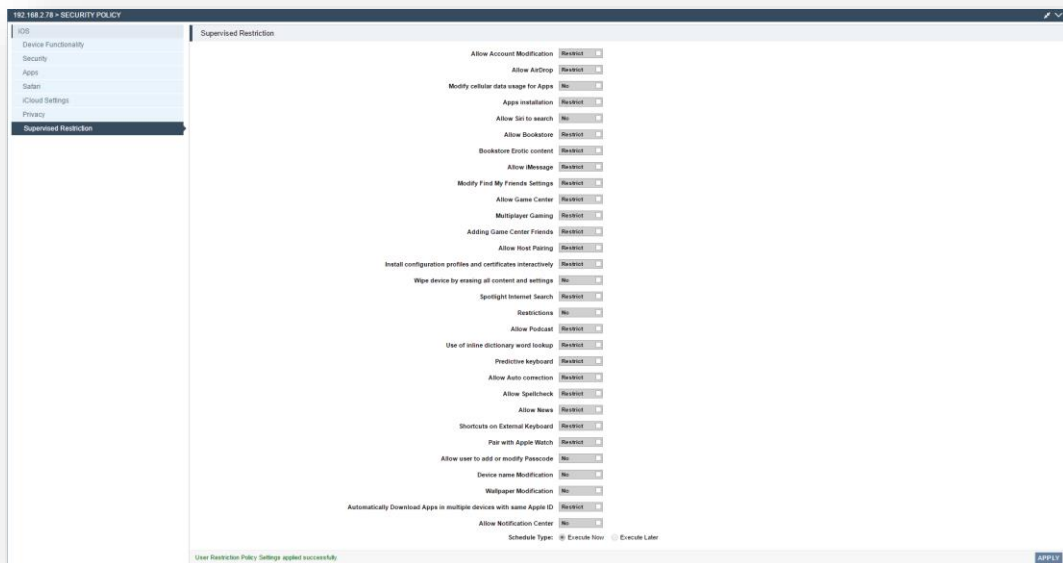 192.168.2.78 > SECURITY POLICY
iOS
Device Functionality
Security
Apps
Safari
iCloud Settings
Privacy
Supervised Restriction
Supervised Restriction
Allow Account Modification Restrict
Allow AirDrop Restrict
Modify cellular data usage for Apps No
Apps installation Restrict
Allow Siri to search No
Allow Bookstore Restrict
Bookstore Erotic content Restrict
Allow iMessage Restrict
Modify Find My Friends Settings Restrict
Allow Game Center Restrict
Multiplayer Gaming Restrict
Adding Game Center Friends Restrict
Allow Host Pairing Restrict
Install configuration profiles and certificates interactively Restrict
Wipe device by erasing all content and settings No
Spotlight Internet Search Restrict
Restrictions No
Allow Podcast Restrict
Use of inline dictionary word lookup Restrict
Predictive keyboard Restrict
Allow Auto correction Restrict
Allow Spellcheck Restrict
Allow News Restrict
Shortcuts on External Keyboard Restrict
Pair with Apple Watch Restrict
Allow user to add or modify Passcode No
Device name Modification No
Wallpaper Modification No
Automatically Download Apps in multiple devices with same Apple ID Restrict
Allow Notification Center No
Schedule Type: Execute Now Execute Later
User Restriction Policy Settings applied successfully
APPLY